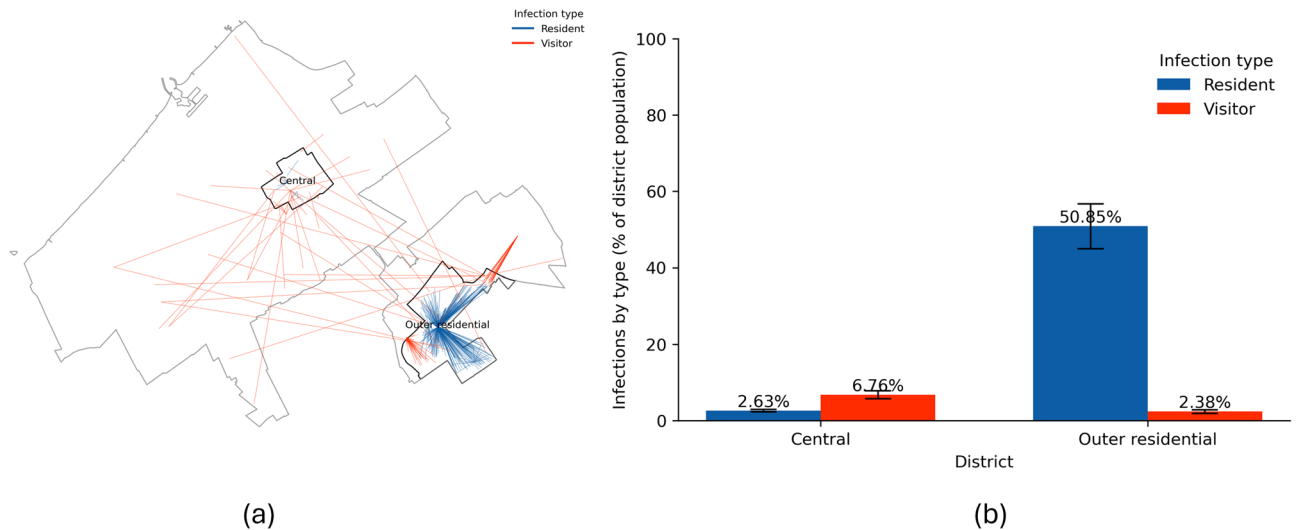 Infection type
Resident
Visitor
Central
Outer residential
(a)
Infections by type (% of district population)
100
80
60
40
20
0
Infection type
Resident
Visitor
2.63%
6.76%
50.85%
2.38%
Central
Outer residential
District
(b)